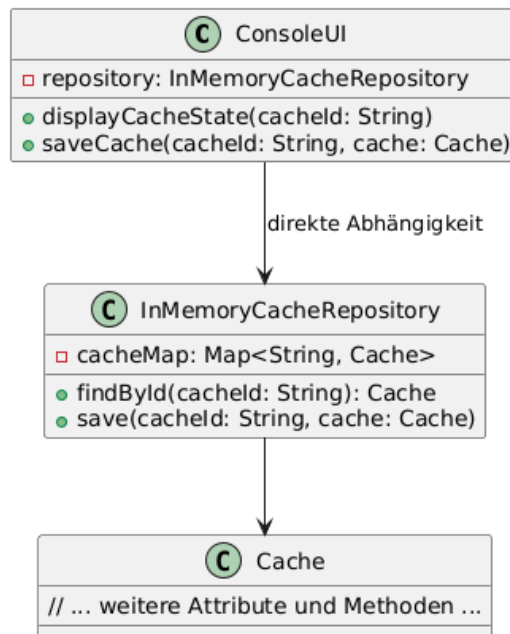 C ConsoleUI
repository: InMemoryCacheRepository
displayCacheState(cacheId: String)
saveCache(cacheId: String, cache: Cache)
direkte Abhängigkeit
C InMemoryCacheRepository
cacheMap: Map<String, Cache>
findById(cacheId: String): Cache
save(cacheId: String, cache: Cache)
C Cache
// ... weitere Attribute und Methoden ...